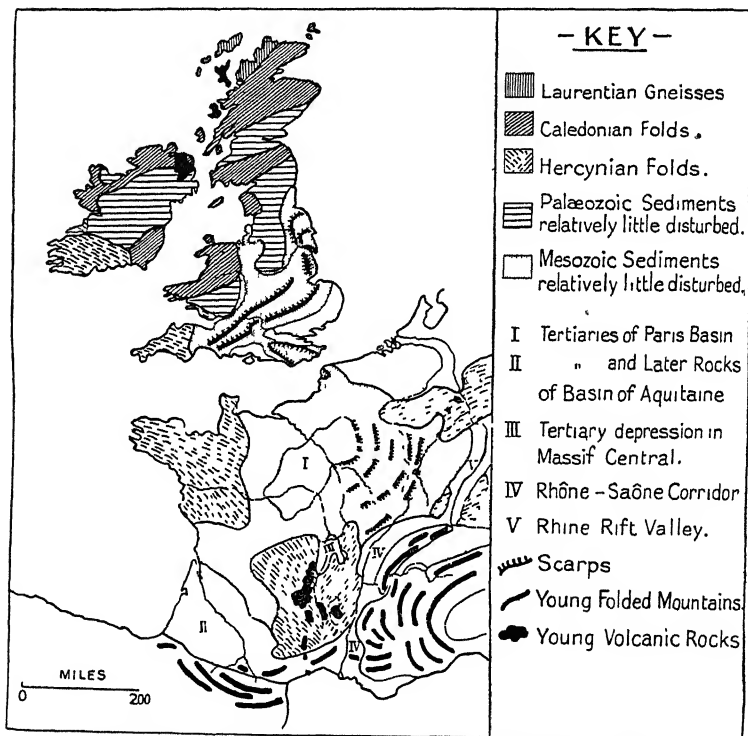 – KEY –
Laurentian Gneisses
Caledonian Folds.
Hercynian Folds.
Palæozoic Sediments
relatively little disturbed.
Mesozoic Sediments
relatively little disturbed.
I Tertiaries of Paris Basin
II " and Later Rocks
of Basin of Aquitaine
III Tertiary depression in
Massif Central.
IV Rhône – Saône Corridor
V Rhine Rift Valley.
Scarps
Young Folded Mountains.
Young Volcanic Rocks
I
V
III
IV
II
IV
MILES
0 200